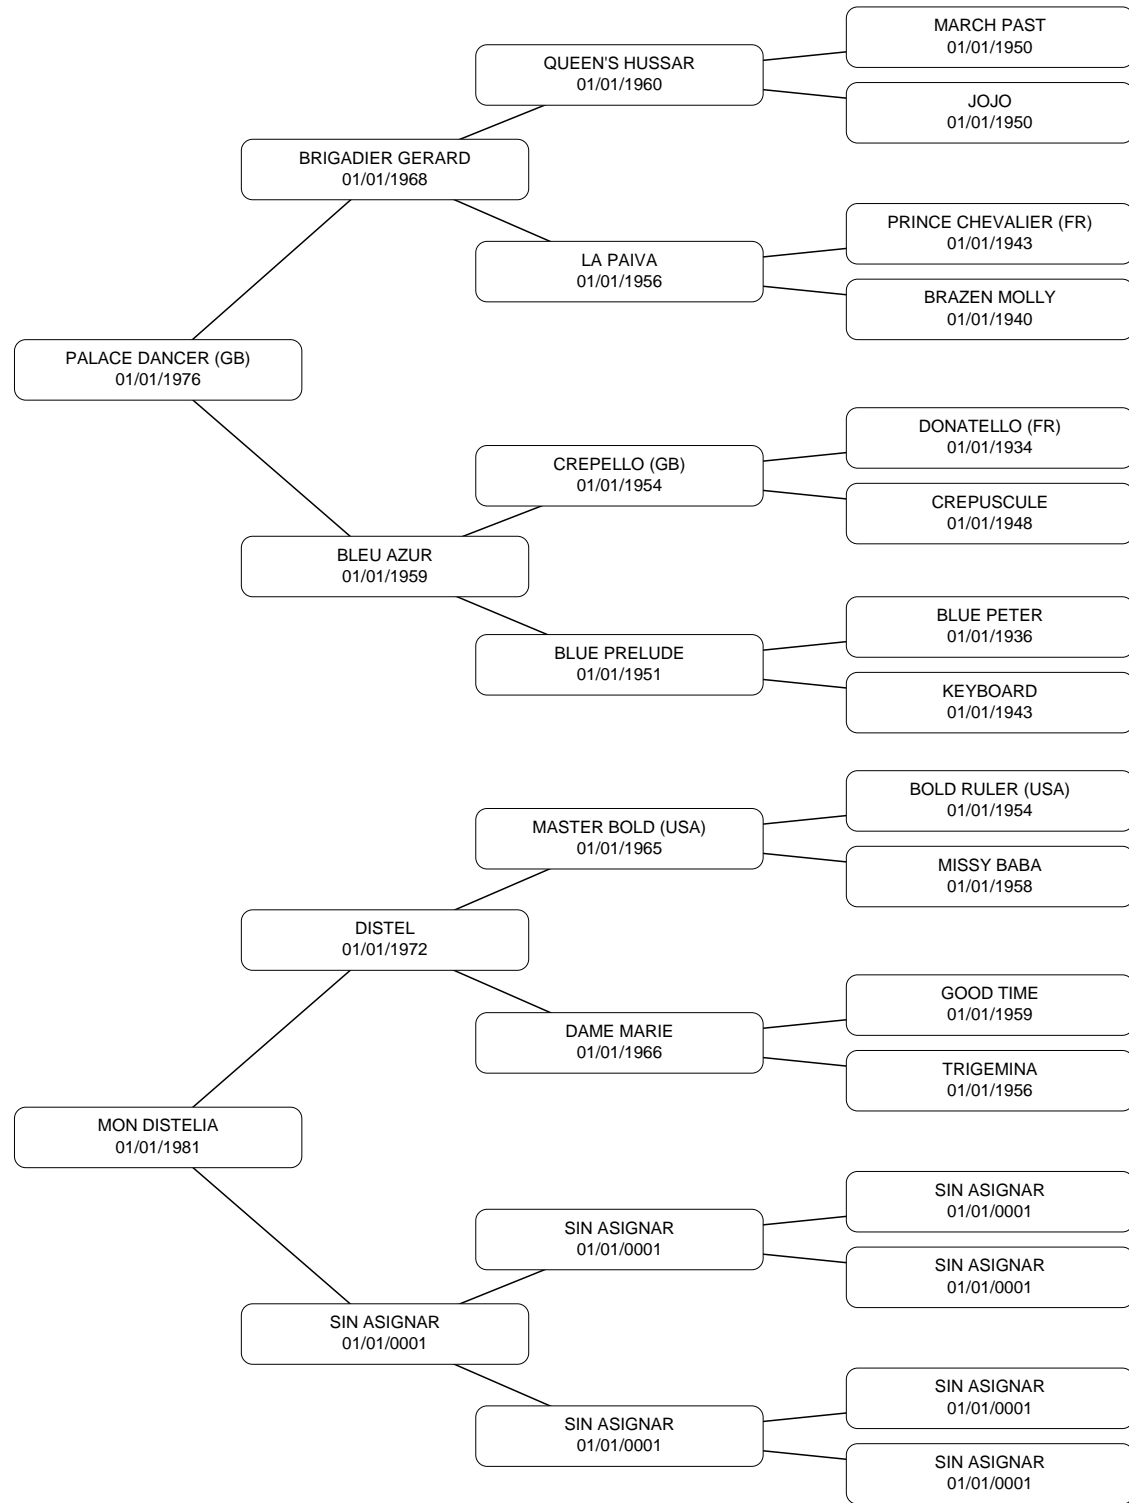 MARCH PAST
01/01/1950
QUEEN'S HUSSAR
01/01/1960
JOJO
01/01/1950
BRIGADIER GERARD
01/01/1968
PRINCE CHEVALIER (FR)
01/01/1943
LA PAIVA
01/01/1956
BRAZEN MOLLY
01/01/1940
PALACE DANCER (GB)
01/01/1976
DONATELLO (FR)
01/01/1934
CREPELLO (GB)
01/01/1954
CREPUSCULE
01/01/1948
BLEU AZUR
01/01/1959
BLUE PETER
01/01/1936
BLUE PRELUDE
01/01/1951
KEYBOARD
01/01/1943
BOLD RULER (USA)
01/01/1954
MASTER BOLD (USA)
01/01/1965
MISSY BABA
01/01/1958
DISTEL
01/01/1972
GOOD TIME
01/01/1959
DAME MARIE
01/01/1966
TRIGEMINA
01/01/1956
MON DISTELIA
01/01/1981
SIN ASIGNAR
01/01/0001
SIN ASIGNAR
01/01/0001
SIN ASIGNAR
01/01/0001
SIN ASIGNAR
01/01/0001
SIN ASIGNAR
01/01/0001
SIN ASIGNAR
01/01/0001
SIN ASIGNAR
01/01/0001